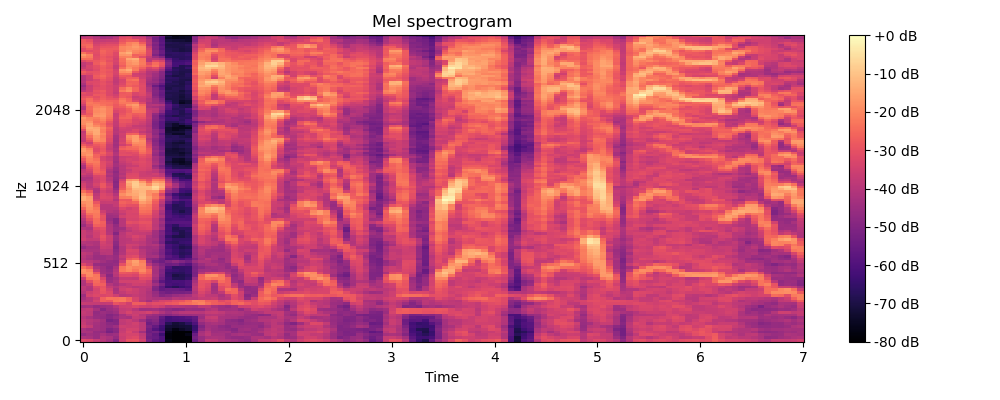 Mel spectrogram
Hz
2048
1024
512
0
0 1 2 3 4 5 6 7
Time
+0 dB
-10 dB
-20 dB
-30 dB
-40 dB
-50 dB
-60 dB
-70 dB
-80 dB